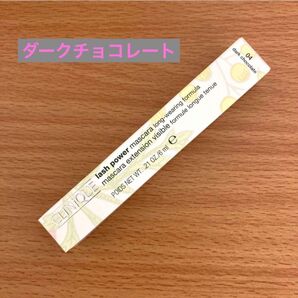 ダークチョコレート
04
dark chocolate
CLINIQUE
lash power mascara long-wearing formula
mascara extension visible formule longue tenue
POIDS NET WT. .21 OZ./6 ml e